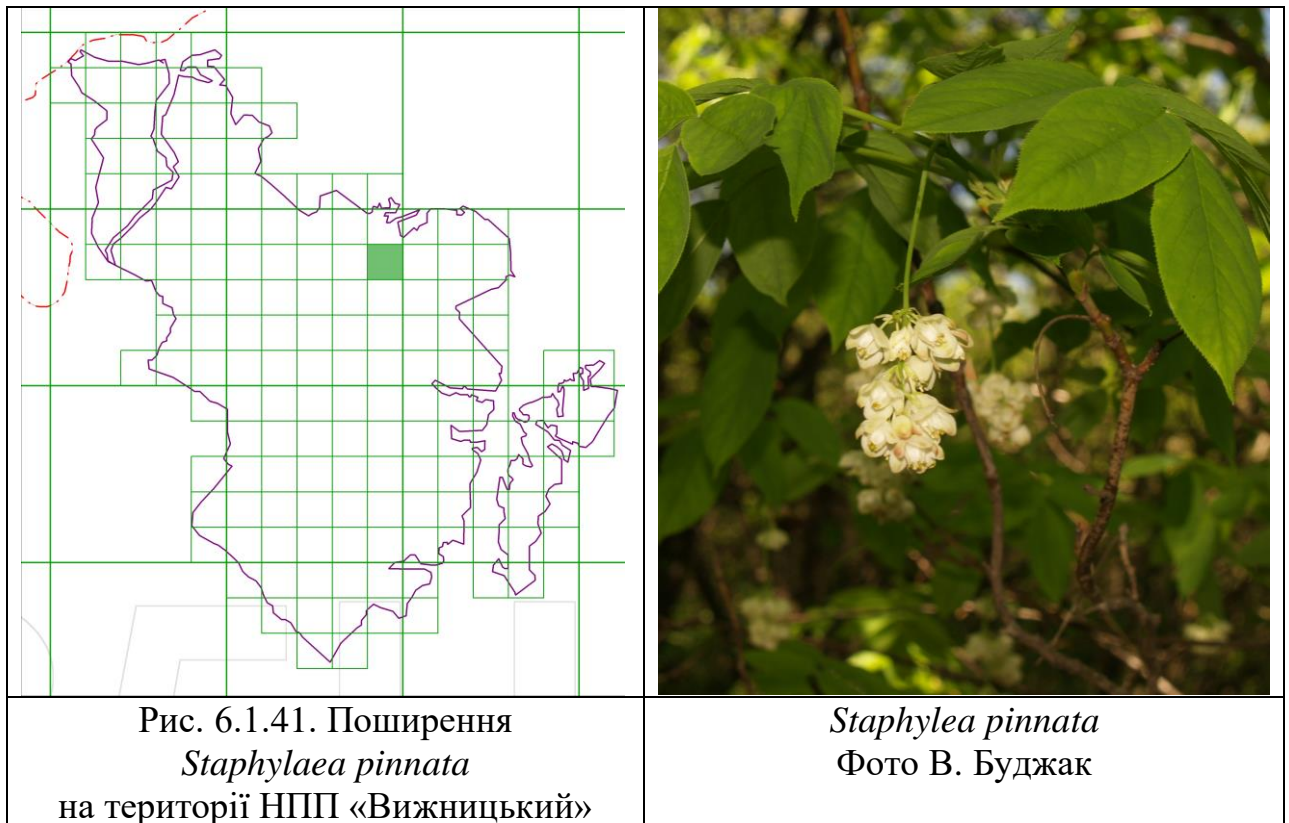 Рис. 6.1.41. Поширення
Staphylaea pinnata
на території НПП «Вижницький»
Staphylea pinnata
Фото В. Буджак